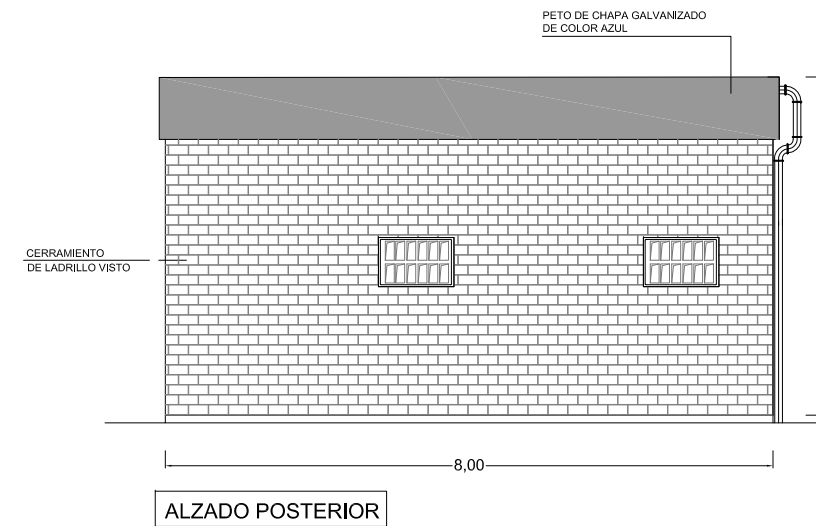 PETO DE CHAPA GALVANIZADO
DE COLOR AZUL
CERRAMIENTO
DE LADRILLO VISTO
8,00
ALZADO POSTERIOR